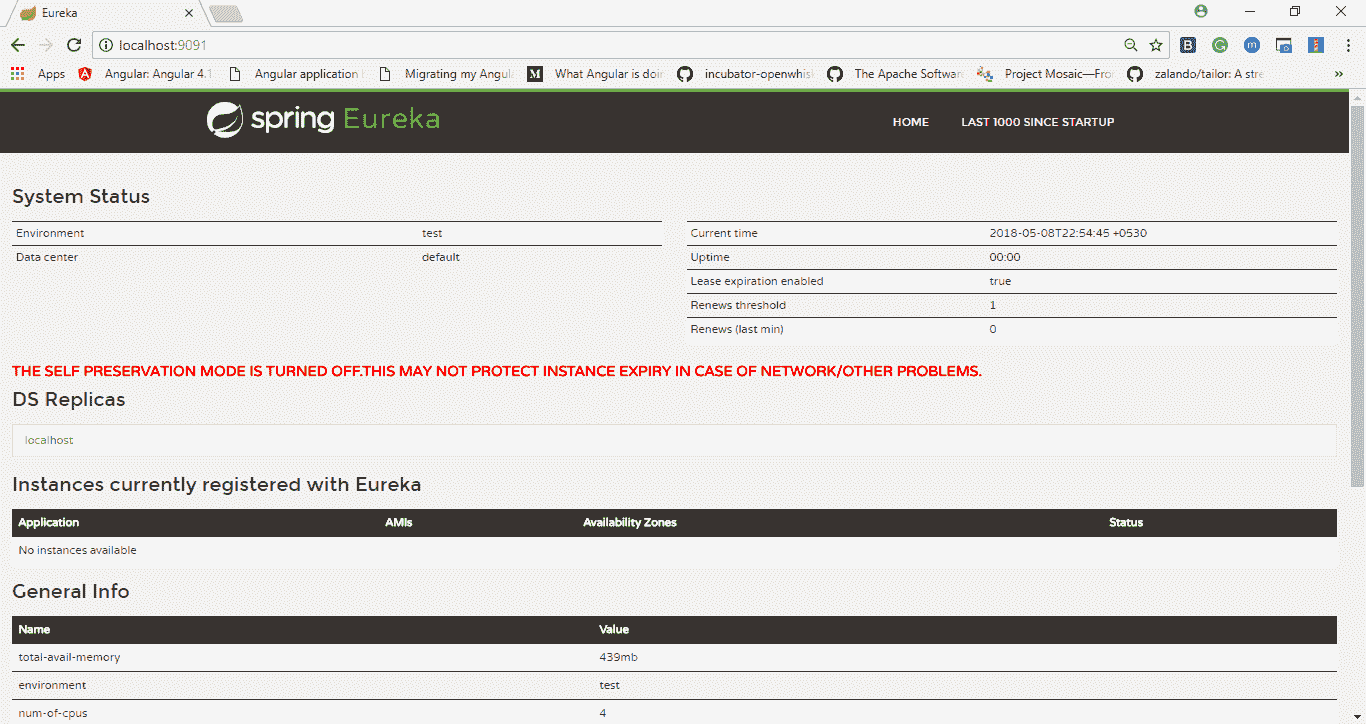 Eureka
localhost:9091
Apps Angular: Angular 4.1 Angular application Migrating my Angula What Angular is doin incubator-openwhisk The Apache Software Project Mosaic—Fron zalando/tailor: A stre »
spring Eureka HOME LAST 1000 SINCE STARTUP
System Status
Environment test
Data center default
Current time 2018-05-08T22:54:45 +0530
Uptime 00:00
Lease expiration enabled true
Renews threshold 1
Renews (last min) 0
THE SELF PRESERVATION MODE IS TURNED OFF.THIS MAY NOT PROTECT INSTANCE EXPIRY IN CASE OF NETWORK/OTHER PROBLEMS.
DS Replicas
localhost
Instances currently registered with Eureka
Application AMIs Availability Zones Status
No instances available
General Info
Name Value
total-avail-memory 439mb
environment test
num-of-cpus 4